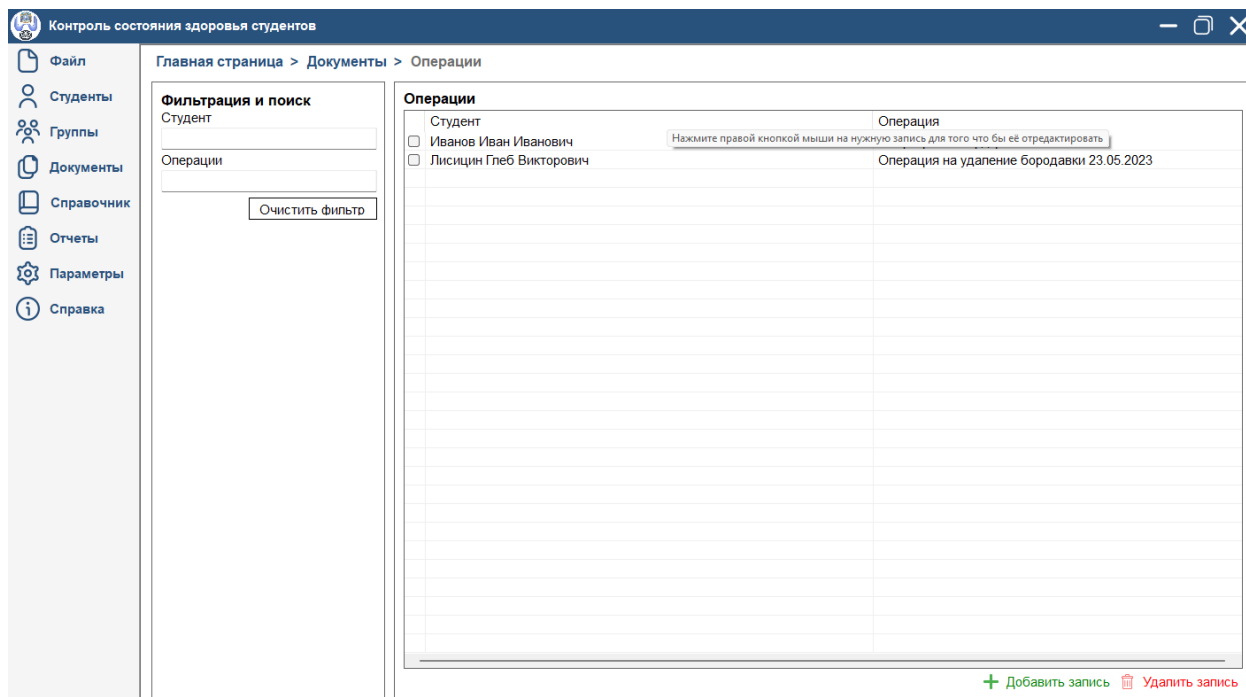 Контроль состояния здоровья студентов
Файл
Студенты
Группы
Документы
Справочник
Отчеты
Параметры
Справка
Главная страница > Документы > Операции
Фильтрация и поиск
Студент
Операции
Очистить фильтр
Операции
Студент Операция
Нажмите правой кнопкой мыши на нужную запись для того что бы её отредактировать
Иванов Иван Иванович
Лисицин Глеб Викторович Операция на удаление бородавки 23.05.2023
Добавить запись Удалить запись